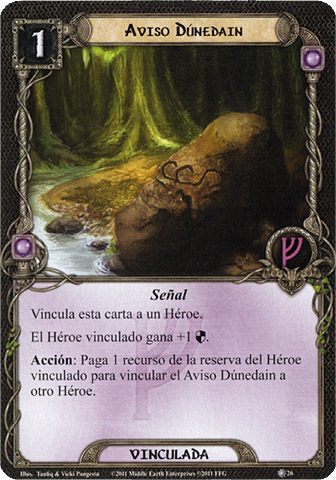 1
AVISO DÚNEDAIN
Señal
Vincula esta carta a un Héroe.
El Héroe vinculado gana +1 .
Acción: Paga 1 recurso de la reserva del Héroe
vinculado para vincular el Aviso Dúnedain a
otro Héroe.
VINCULADA
Illus. Tauliq & Vicki Pangesta
©2011 Middle Earth Enterprises ©2011 FFG
26